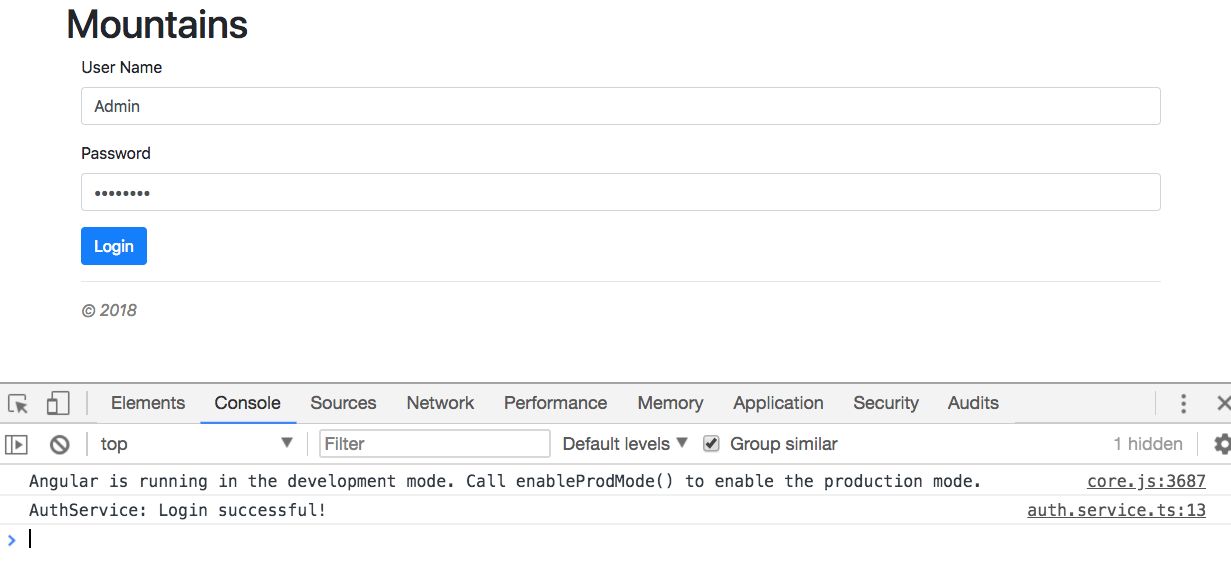 Mountains
User Name
Admin
Password
••••••••
Login
© 2018
Elements Console Sources Network Performance Memory Application Security Audits
top Filter Default levels Group similar 1 hidden
Angular is running in the development mode. Call enableProdMode() to enable the production mode. core.js:3687
AuthService: Login successful! auth.service.ts:13